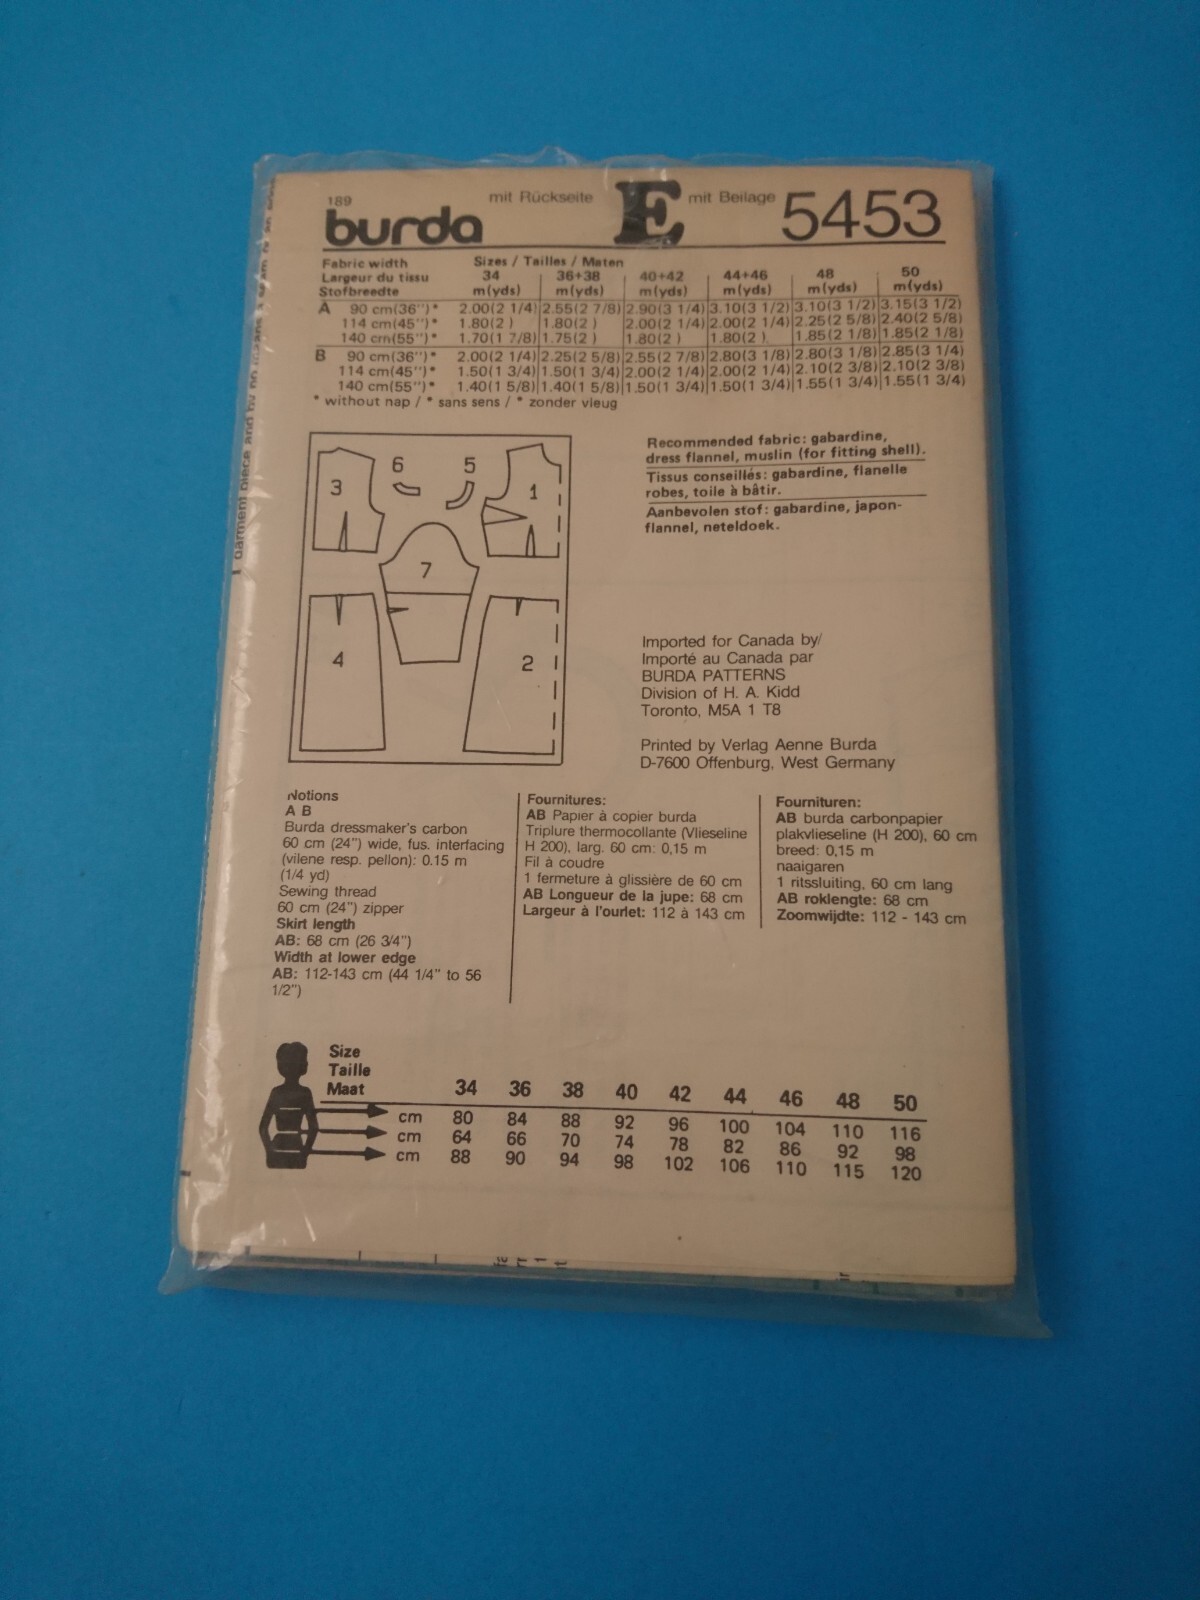 189
burda
mit Rückseite E mit Beilage 5453
Fabric width Sizes / Tailles / Maten
Largeur du tissu 34 36+38 40+42 44+46 48 50
Stofbreedte m(yds) m(yds) m(yds) m(yds) m(yds) m(yds)
A 90 cm(36")* 2.00(2 1/4) 2.55(2 7/8) 2.90(3 1/4) 3.10(3 1/2) 3.10(3 1/2) 3.15(3 1/2)
114 cm(45")* 1.80(2 ) 1.80(2 ) 2.00(2 1/4) 2.00(2 1/4) 2.25(2 5/8) 2.40(2 5/8)
140 cm(55")* 1.70(1 7/8) 1.75(2 ) 1.80(2 ) 1.80(2 ) 1.85(2 1/8) 1.85(2 1/8)
B 90 cm(36")* 2.00(2 1/4) 2.25(2 5/8) 2.55(2 7/8) 2.80(3 1/8) 2.80(3 1/8) 2.85(3 1/4)
114 cm(45")* 1.50(1 3/4) 1.50(1 3/4) 2.00(2 1/4) 2.00(2 1/4) 2.10(2 3/8) 2.10(2 3/8)
140 cm(55")* 1.40(1 5/8) 1.40(1 5/8) 1.50(1 3/4) 1.50(1 3/4) 1.55(1 3/4) 1.55(1 3/4)
* without nap / * sans sens / * zonder vleug
3 6 5 1
7
4 2
Recommended fabric: gabardine,
dress flannel, muslin (for fitting shell).
Tissus conseillés: gabardine, flanelle
robes, toile à bâtir.
Aanbevolen stof: gabardine, japon-
flannel, neteldoek.
Imported for Canada by/
Importé au Canada par
BURDA PATTERNS
Division of H. A. Kidd
Toronto, M5A 1 T8
Printed by Verlag Aenne Burda
D-7600 Offenburg, West Germany
Notions
A B
Burda dressmaker's carbon
60 cm (24") wide, fus. interfacing
(vilene resp. pellon): 0.15 m
(1/4 yd)
Sewing thread
60 cm (24") zipper
Skirt length
AB: 68 cm (26 3/4")
Width at lower edge
AB: 112-143 cm (44 1/4" to 56
1/2")
Fournitures:
AB Papier à copier burda
Triplure thermocollante (Vlieseline
H 200), larg. 60 cm: 0,15 m
Fil à coudre
1 fermeture à glissière de 60 cm
AB Longueur de la jupe: 68 cm
Largeur à l'ourlet: 112 à 143 cm
Fournituren:
AB burda carbonpapier
plakvlieseline (H 200), 60 cm
breed: 0,15 m
naaigaren
1 ritssluiting, 60 cm lang
AB roklengte: 68 cm
Zoomwijdte: 112 - 143 cm
Size
Taille
Maat 34 36 38 40 42 44 46 48 50
cm 80 84 88 92 96 100 104 110 116
cm 64 66 70 74 78 82 86 92 98
cm 88 90 94 98 102 106 110 115 120
garment piece and by no means a seam